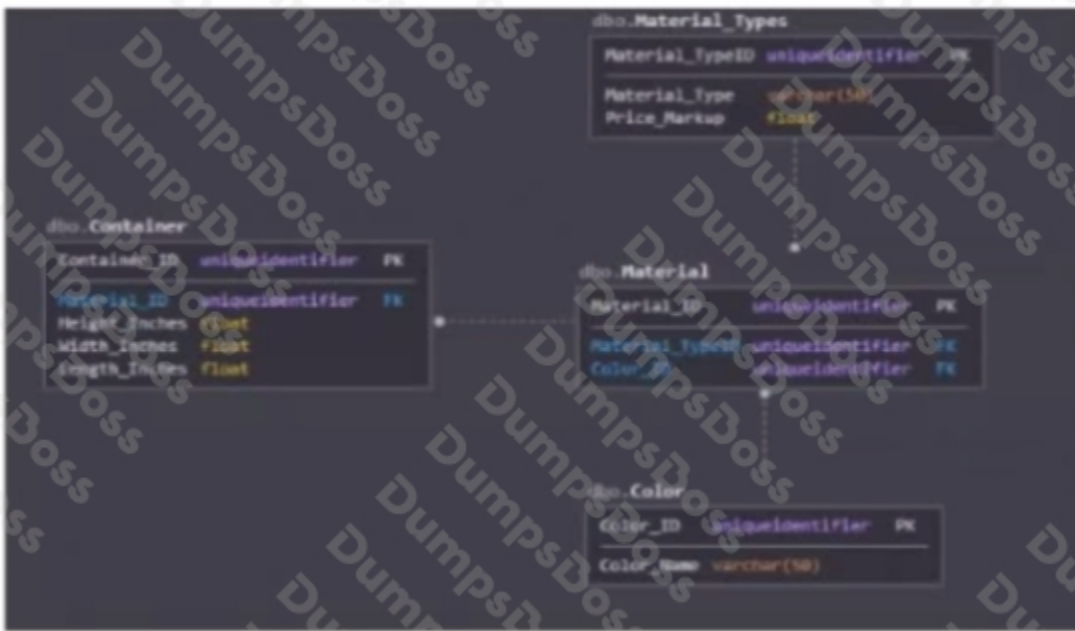 dbo.Material_Types
Material_TypeID uniqueidentifier PK
Material_Type varchar(50)
Price_Markup float
dbo.Container
Container_ID uniqueidentifier PK
Material_ID uniqueidentifier FK
Height_Inches float
Width_Inches float
Length_Inches float
dbo.Material
Material_ID uniqueidentifier PK
Material_TypeID uniqueidentifier FK
Color_ID uniqueidentifier FK
dbo.Color
Color_ID uniqueidentifier PK
Color_Name varchar(50)
DumpsDoss